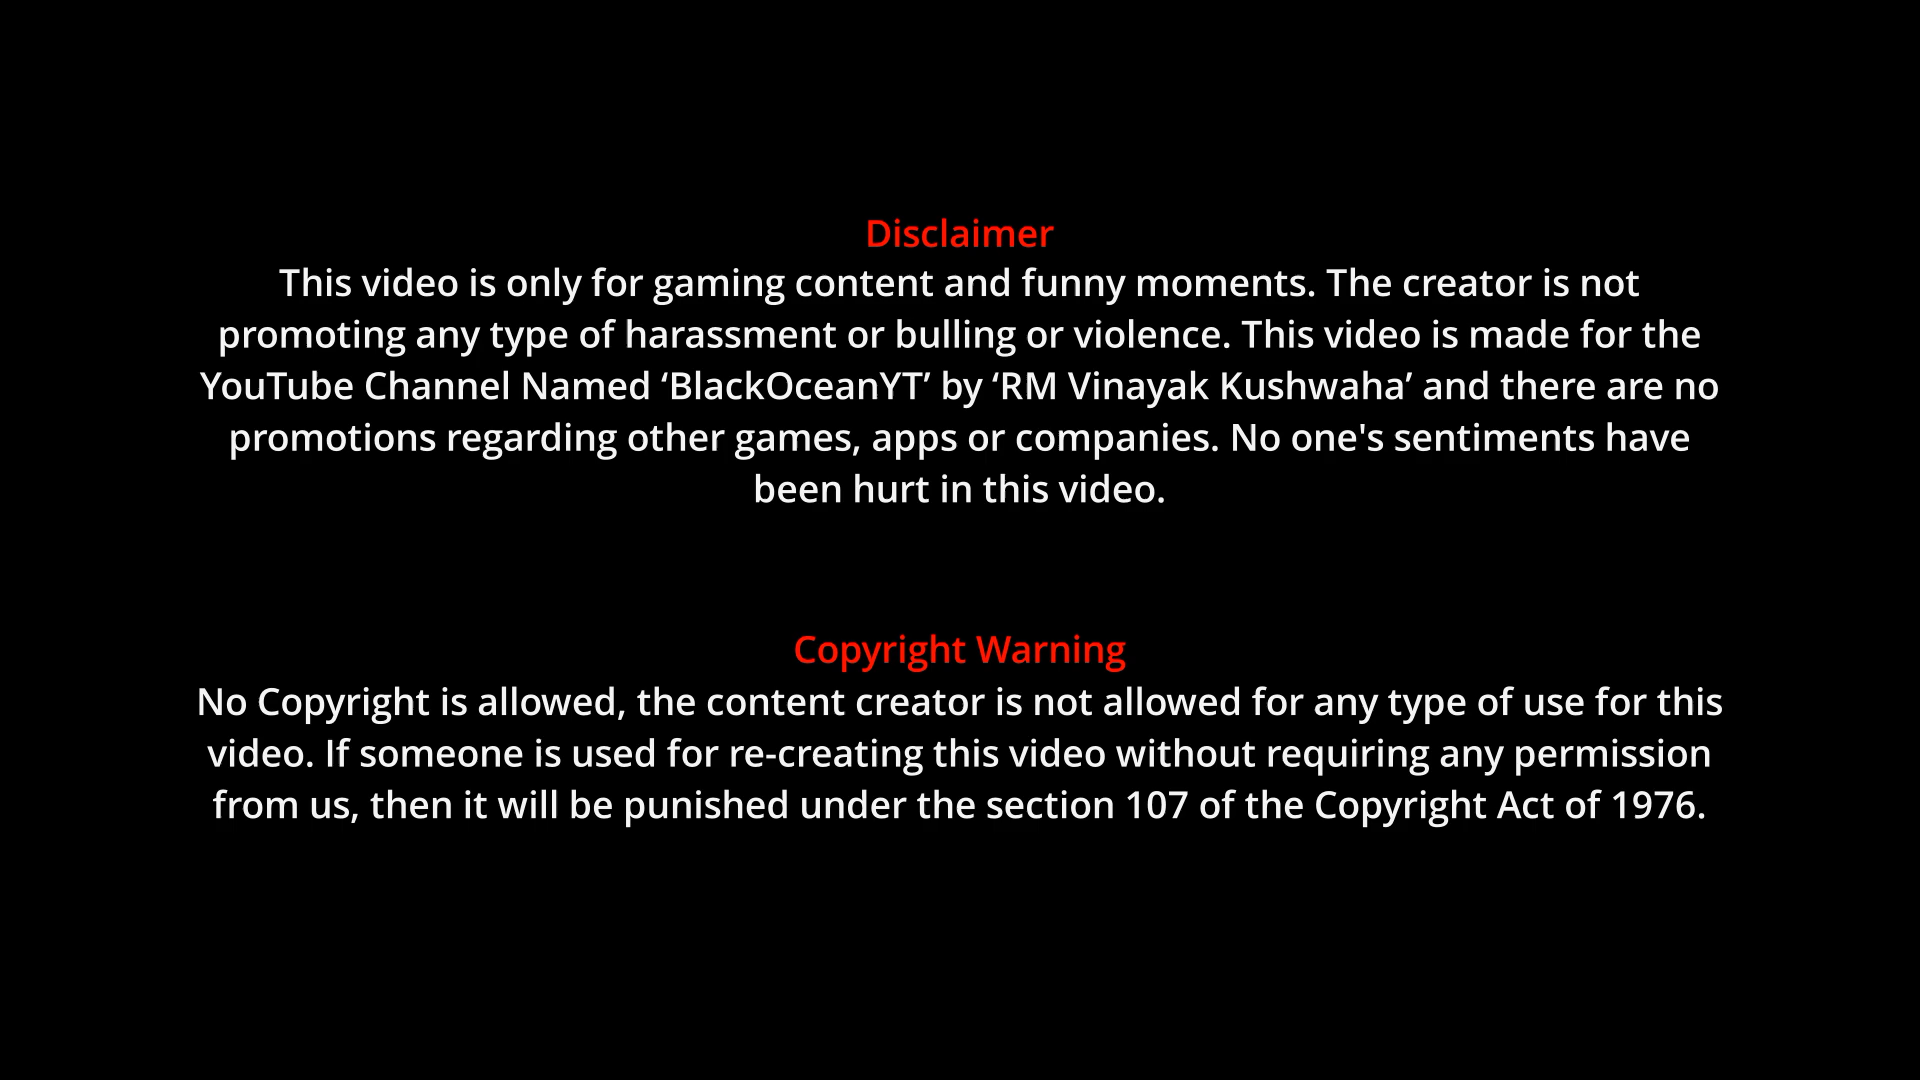 Disclaimer
This video is only for gaming content and funny moments. The creator is not
promoting any type of harassment or bulling or violence. This video is made for the
YouTube Channel Named ‘BlackOceanYT’ by ‘RM Vinayak Kushwaha’ and there are no
promotions regarding other games, apps or companies. No one's sentiments have
been hurt in this video.
Copyright Warning
No Copyright is allowed, the content creator is not allowed for any type of use for this
video. If someone is used for re-creating this video without requiring any permission
from us, then it will be punished under the section 107 of the Copyright Act of 1976.